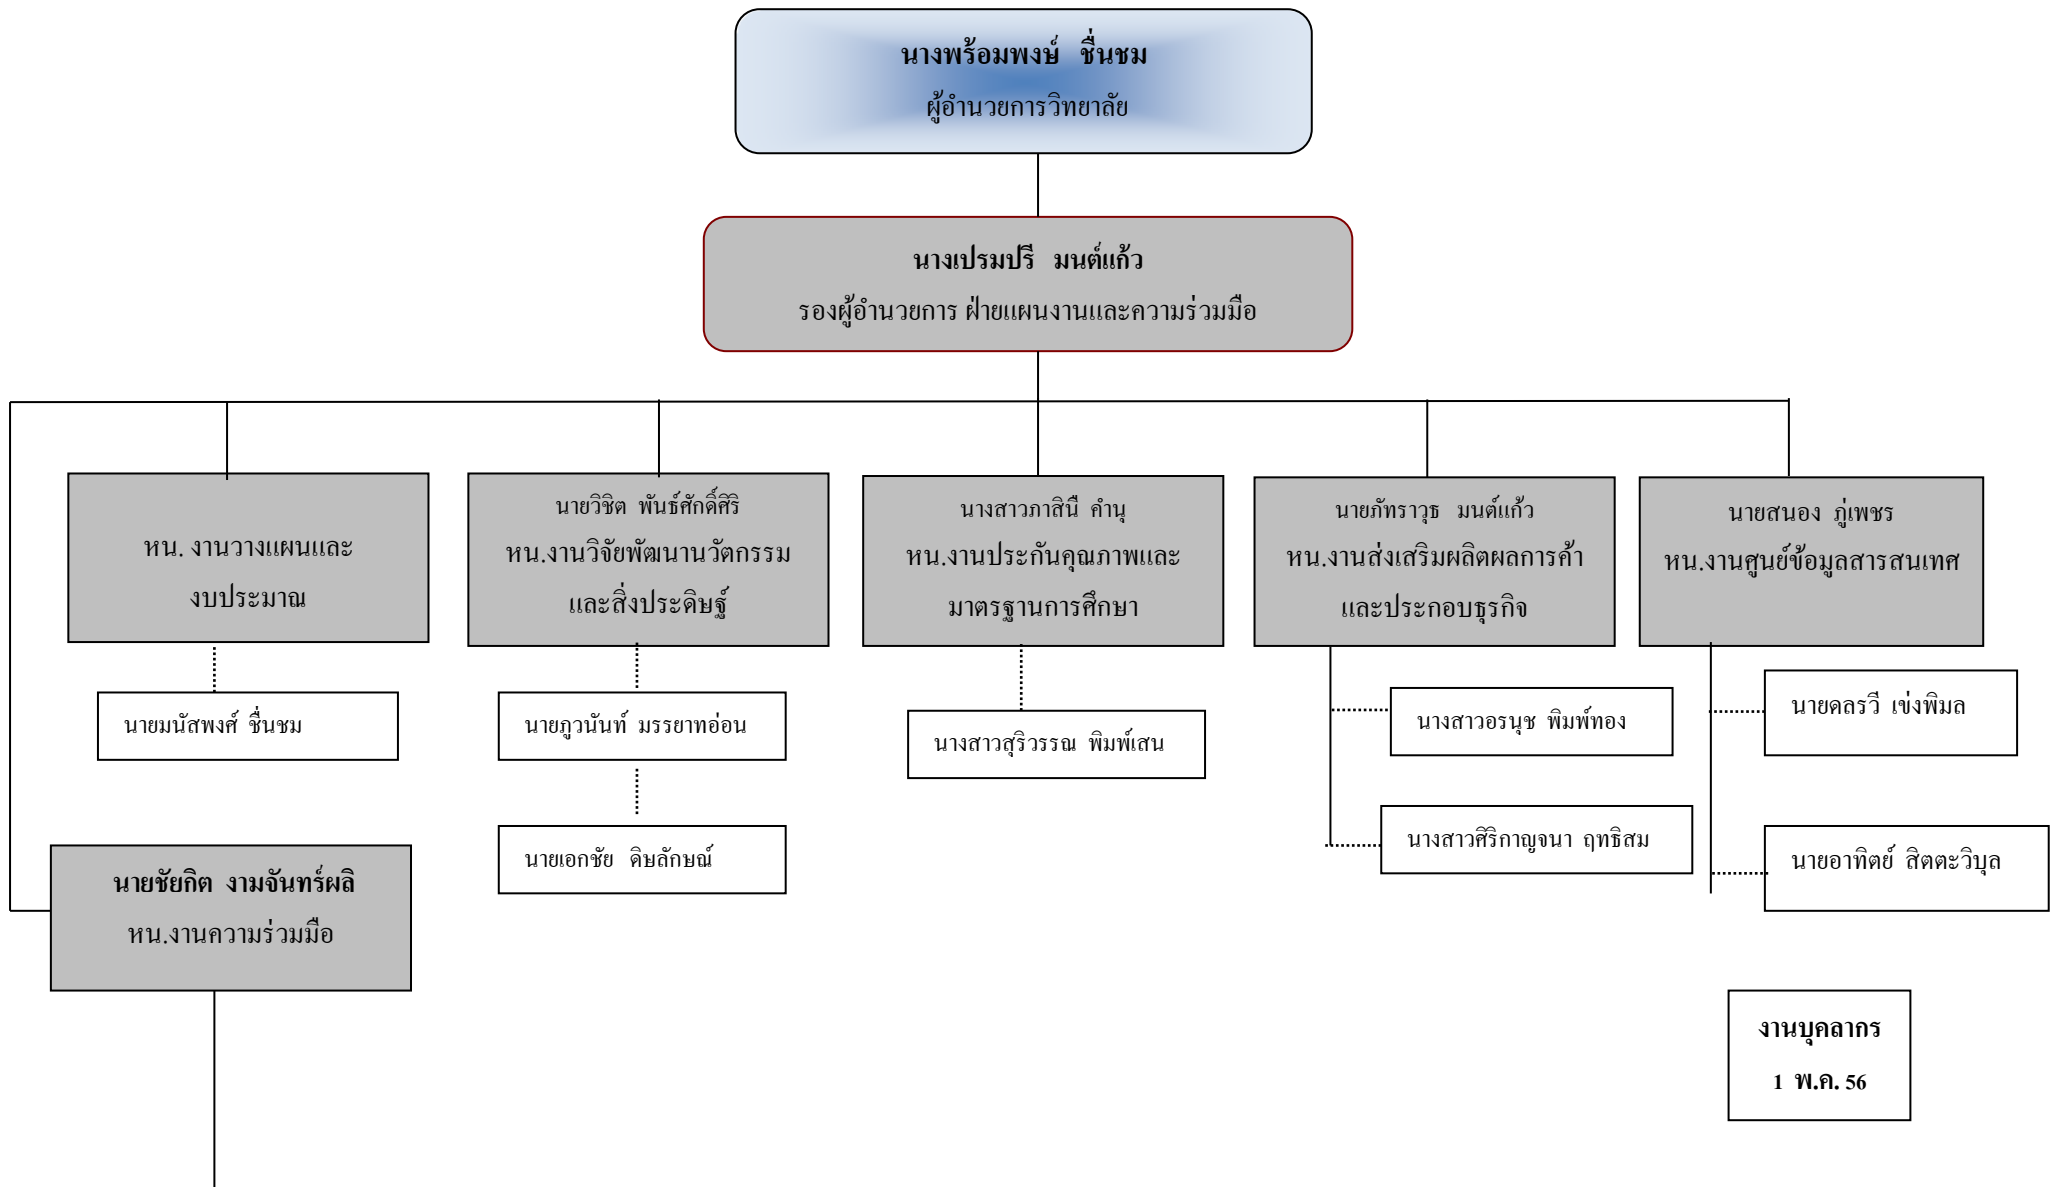 นางพร้อมพงษ์ ชื่นชม
ผู้อำนวยการวิทยาลัย
นางเปรมปรี มนต์แก้ว
รองผู้อำนวยการ ฝ่ายแผนงานและความร่วมมือ
หน. งานวางแผนและ
งบประมาณ
นายวิชิต พันธ์ศักดิ์ศิริ
หน.งานวิจัยพัฒนานวัตกรรม
และสิ่งประดิษฐ์
นางสาวภาสินี คำนุ
หน.งานประกันคุณภาพและ
มาตรฐานการศึกษา
นายภัทราวุธ มนต์แก้ว
หน.งานส่งเสริมผลิตผลการค้า
และประกอบธุรกิจ
นายสนอง ภู่เพชร
หน.งานศูนย์ข้อมูลสารสนเทศ
นายมนัสพงศ์ ชื่นชม
นายภูวนันท์ มรรยาทอ่อน
นางสาวสุริวรรณ พิมพ์เสน
นางสาวอรนุช พิมพ์ทอง
นายดลรวี เข่งพิมล
นายเอกชัย ดิษลักษณ์
นางสาวศิริกาญจนา ฤทธิสม
นายอาทิตย์ สิตตะวิบุล
นายชัยกิต งามจันทร์ผลิ
หน.งานความร่วมมือ
งานบุคลากร
1 พ.ค. 56